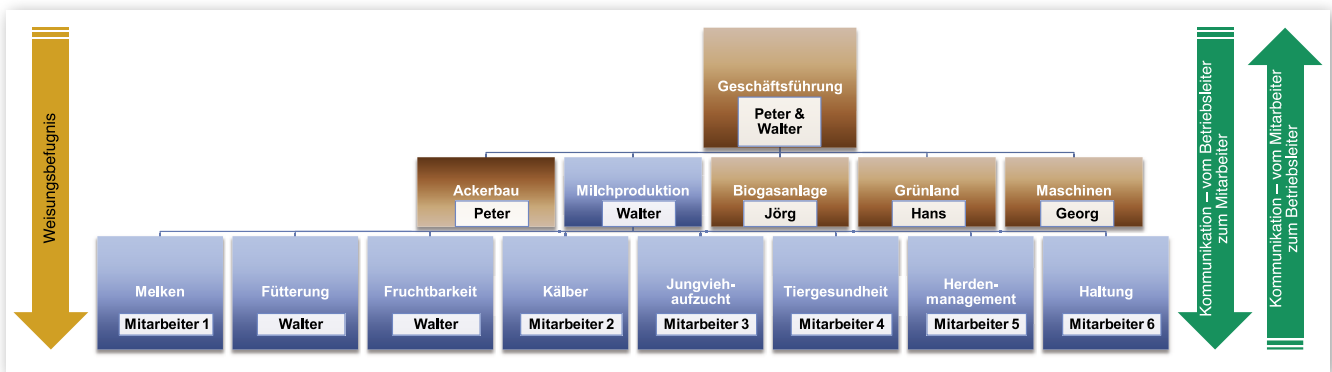 Weisungsbefugnis
Geschäftsführung
Peter &
Walter
Ackerbau
Peter
Milchproduktion
Walter
Biogasanlage
Jörg
Grünland
Hans
Maschinen
Georg
Melken
Mitarbeiter 1
Fütterung
Walter
Fruchtbarkeit
Walter
Kälber
Mitarbeiter 2
Jungvieh-
aufzucht
Mitarbeiter 3
Tiergesundheit
Mitarbeiter 4
Herden-
management
Mitarbeiter 5
Haltung
Mitarbeiter 6
Kommunikation – vom Betriebsleiter
zum Mitarbeiter
Kommunikation – vom Mitarbeiter
zum Betriebsleiter